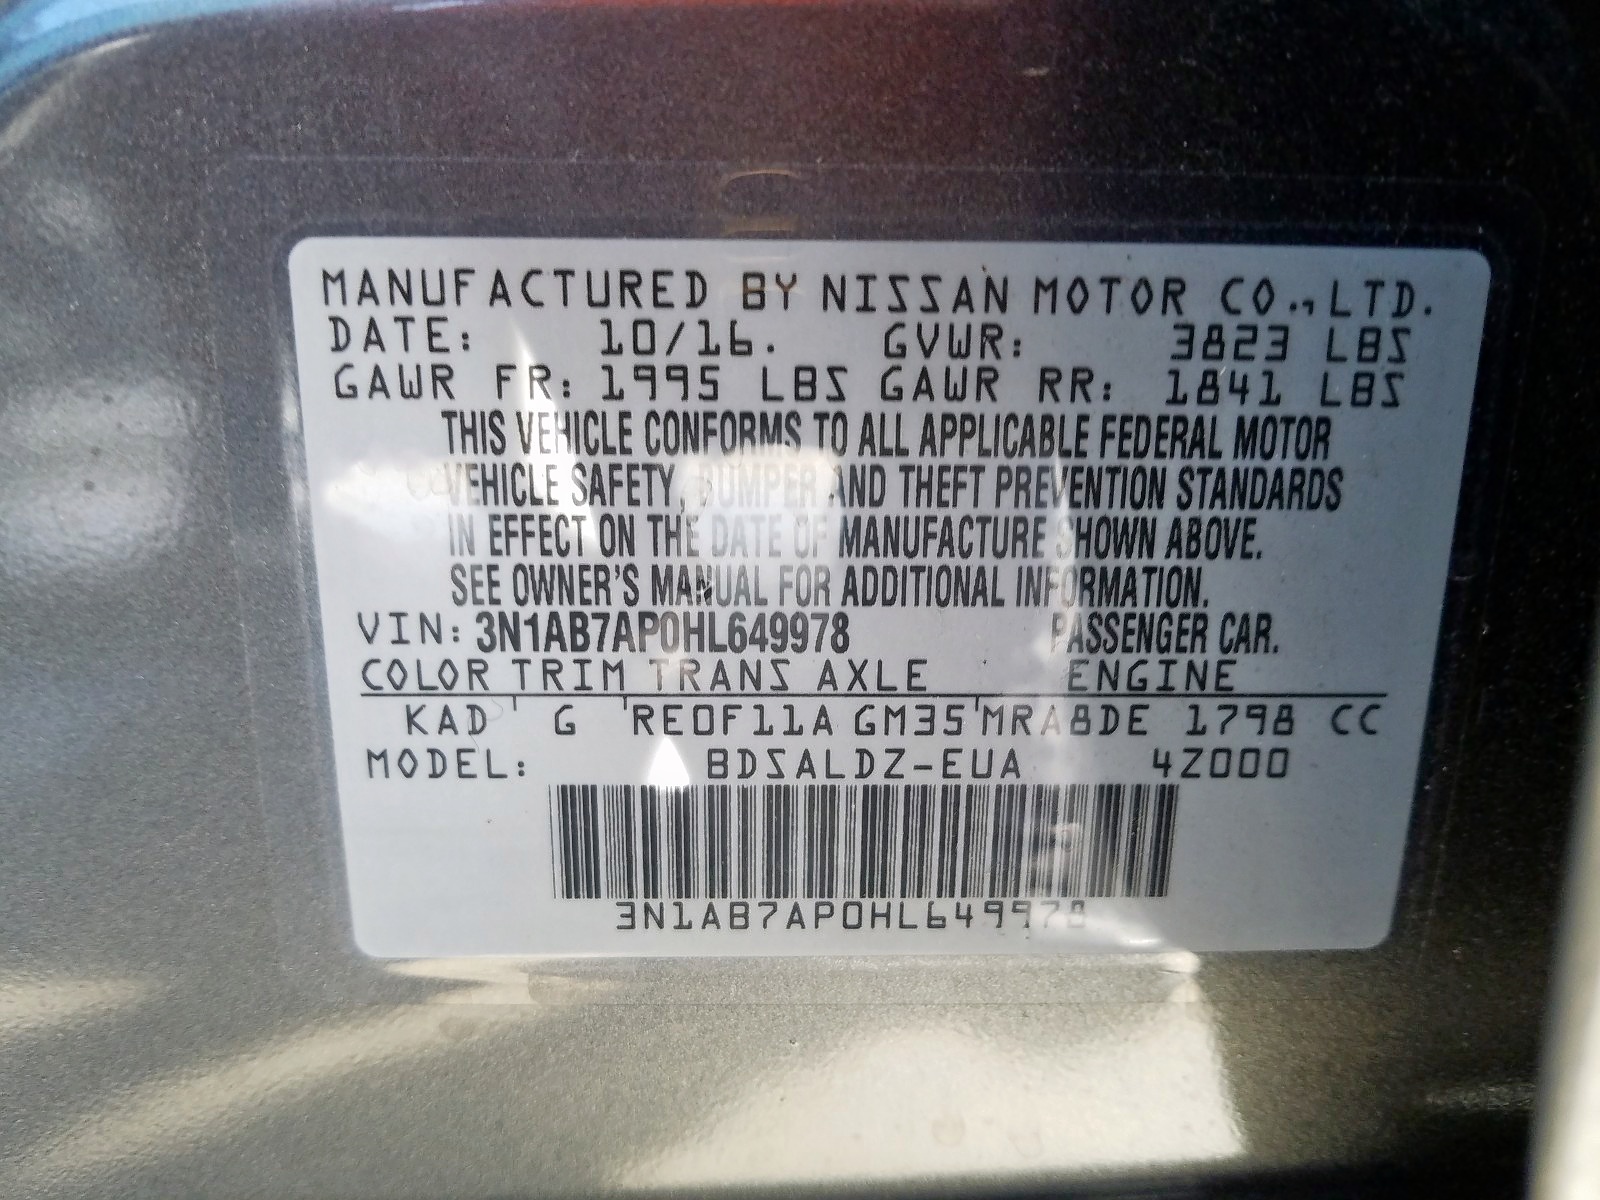 MANUFACTURED BY NISSAN MOTOR CO., LTD.
DATE: 10/16. GVWR: 3823 LBS
GAWR FR: 1995 LBS GAWR RR: 1841 LBS
THIS VEHICLE CONFORMS TO ALL APPLICABLE FEDERAL MOTOR
VEHICLE SAFETY, BUMPER AND THEFT PREVENTION STANDARDS
IN EFFECT ON THE DATE OF MANUFACTURE SHOWN ABOVE.
SEE OWNER'S MANUAL FOR ADDITIONAL INFORMATION.
VIN: 3N1AB7AP0HL649978 PASSENGER CAR.
COLOR TRIM TRANS AXLE ENGINE
KAD ' G 'RE0F11A GM35'MRA8DE 1798 CC
MODEL: BDSALDZ-EUA 4Z000
3N1AB7AP0HL649978